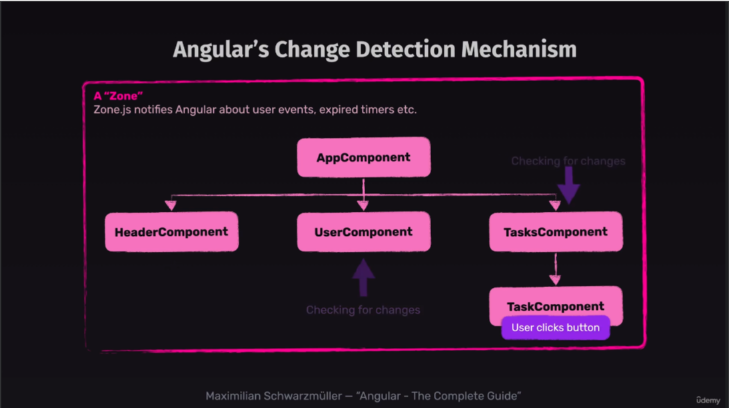 Angular's Change Detection Mechanism
A “Zone”
Zone.js notifies Angular about user events, expired timers etc.
AppComponent
Checking for changes
HeaderComponent
UserComponent
TasksComponent
Checking for changes
TaskComponent
User clicks button
Maximilian Schwarzmüller — “Angular - The Complete Guide”
ûdemy